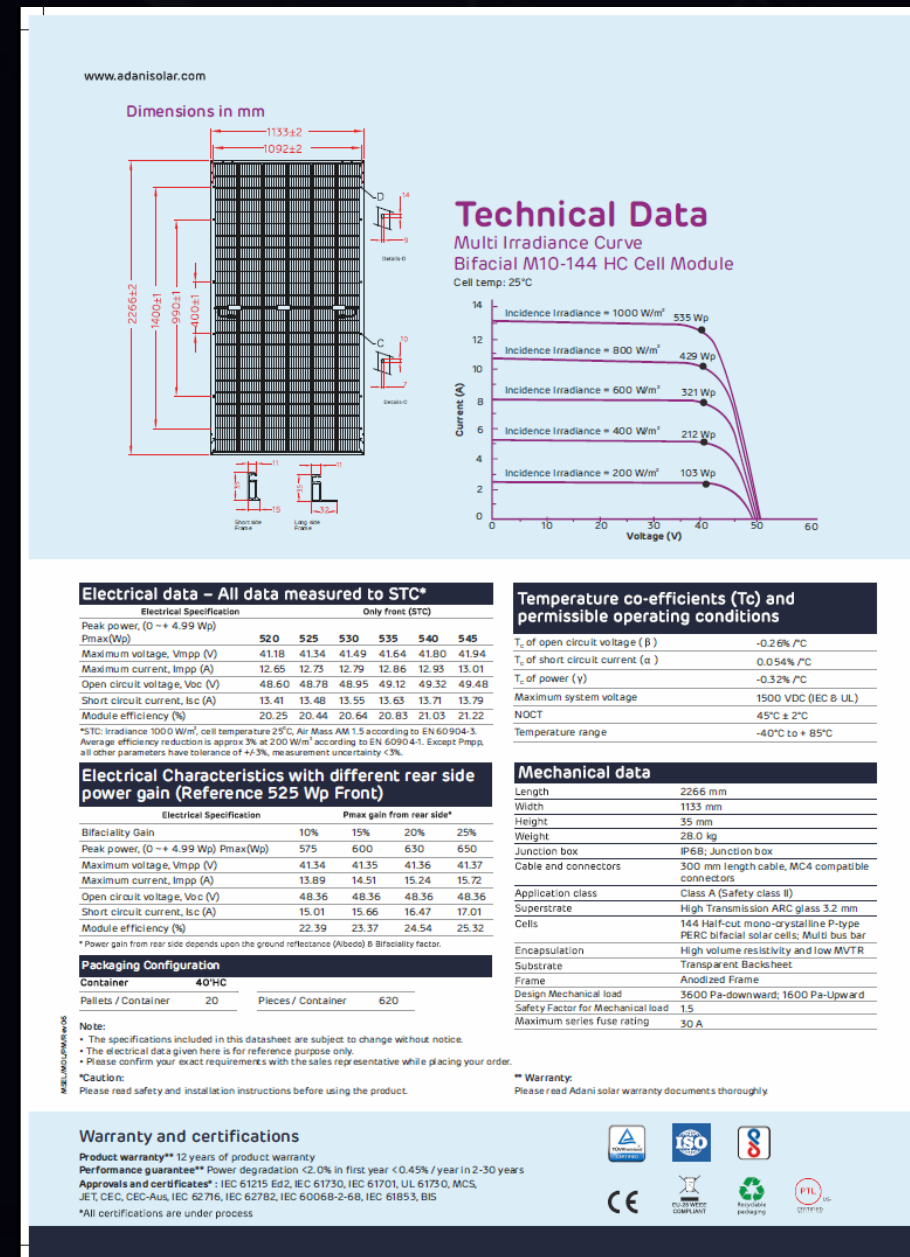 www.adanisolar.com
Dimensions in mm
1133±2
1092±2
2266±2
1400±1
990±1
400±1
D
14
9
Details-D
C
10
7
Details-C
11
35
15
Short side
Frame
11
35
32
Long side
Frame
Technical Data
Multi Irradiance Curve
Bifacial M10-144 HC Cell Module
Cell temp: 25°C
Current (A)
14
12
10
8
6
4
2
0
Incidence Irradiance = 1000 W/m² 535 Wp
Incidence Irradiance = 800 W/m² 429 Wp
Incidence Irradiance = 600 W/m² 321 Wp
Incidence Irradiance = 400 W/m² 212 Wp
Incidence Irradiance = 200 W/m² 103 Wp
0 10 20 30 40 50 60
Voltage (V)
Electrical data – All data measured to STC*
Electrical Specification Only front (STC)
Peak power, (0 ~+ 4.99 Wp)
Pmax(Wp) 520 525 530 535 540 545
Maximum voltage, Vmpp (V) 41.18 41.34 41.49 41.64 41.80 41.94
Maximum current, Impp (A) 12.65 12.73 12.79 12.86 12.93 13.01
Open circuit voltage, Voc (V) 48.60 48.78 48.95 49.12 49.32 49.48
Short circuit current, Isc (A) 13.41 13.48 13.55 13.63 13.71 13.79
Module efficiency (%) 20.25 20.44 20.64 20.83 21.03 21.22
*STC: Irradiance 1000 W/m², cell temperature 25°C, Air Mass AM 1.5 according to EN 60904-3.
Average efficiency reduction is approx 3% at 200 W/m² according to EN 60904-1. Except Pmpp,
all other parameters have tolerance of +/-3%, measurement uncertainty <3%.
Electrical Characteristics with different rear side
power gain (Reference 525 Wp Front)
Electrical Specification Pmax gain from rear side*
Bifaciality Gain 10% 15% 20% 25%
Peak power, (0 ~+ 4.99 Wp) Pmax(Wp) 575 600 630 650
Maximum voltage, Vmpp (V) 41.34 41.35 41.36 41.37
Maximum current, Impp (A) 13.89 14.51 15.24 15.72
Open circuit voltage, Voc (V) 48.36 48.36 48.36 48.36
Short circuit current, Isc (A) 15.01 15.66 16.47 17.01
Module efficiency (%) 22.39 23.37 24.54 25.32
* Power gain from rear side depends upon the ground reflectance (Albedo) & Bifaciality factor.
Packaging Configuration
Container 40'HC
Pallets / Container 20 Pieces / Container 620
Note:
• The specifications included in this datasheet are subject to change without notice.
• The electrical data given here is for reference purpose only.
• Please confirm your exact requirements with the sales representative while placing your order.
*Caution:
Please read safety and installation instructions before using the product.
MSEL/MOL/PM/Rev 06
Temperature co-efficients (Tc) and
permissible operating conditions
Tc of open circuit voltage (β) -0.26% /°C
Tc of short circuit current (α) 0.054% /°C
Tc of power (γ) -0.32% /°C
Maximum system voltage 1500 VDC (IEC & UL)
NOCT 45°C ± 2°C
Temperature range -40°C to + 85°C
Mechanical data
Length 2266 mm
Width 1133 mm
Height 35 mm
Weight 28.0 kg
Junction box IP68; Junction box
Cable and connectors 300 mm length cable, MC4 compatible
connectors
Application class Class A (Safety class II)
Superstrate High Transmission ARC glass 3.2 mm
Cells 144 Half-cut mono-crystalline P-type
PERC bifacial solar cells; Multi bus bar
Encapsulation High volume resistivity and low MVTR
Substrate Transparent Backsheet
Frame Anodized Frame
Design Mechanical load 3600 Pa-downward; 1600 Pa-Upward
Safety Factor for Mechanical load 1.5
Maximum series fuse rating 30 A
** Warranty:
Please read Adani solar warranty documents thoroughly.
Warranty and certifications
Product warranty** 12 years of product warranty
Performance guarantee** Power degradation <2.0% in first year <0.45% / year in 2-30 years
Approvals and certificates* : IEC 61215 Ed2, IEC 61730, IEC 61701, UL 61730, MCS,
JET, CEC, CEC-Aus, IEC 62716, IEC 62782, IEC 60068-2-68, IEC 61853, BIS
*All certifications are under process
TÜVRheinland
CERTIFIED
ISO
CE
EU-28 WEEE
COMPLIANT
Recyclable
packaging
PTL
US
CERTIFIED